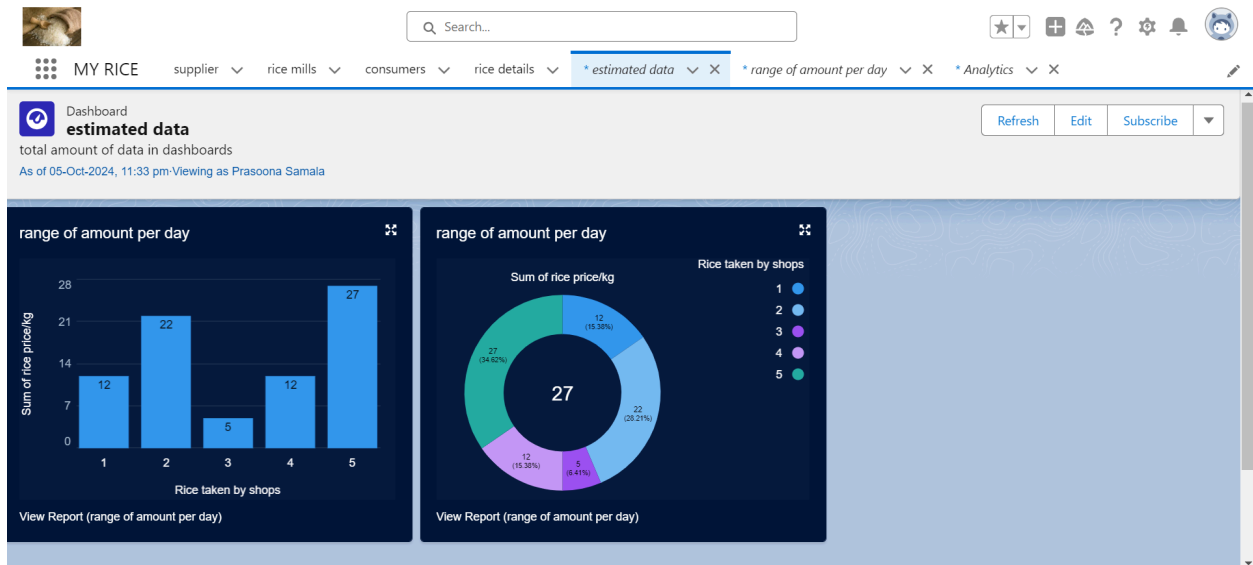 Search...
MY RICE
supplier
rice mills
consumers
rice details
* estimated data
* range of amount per day
* Analytics
Dashboard
estimated data
total amount of data in dashboards
As of 05-Oct-2024, 11:33 pm·Viewing as Prasoona Samala
Refresh
Edit
Subscribe
range of amount per day
Sum of rice price/kg
28
21
14
7
0
12
22
5
12
27
1
2
3
4
5
Rice taken by shops
View Report (range of amount per day)
range of amount per day
Sum of rice price/kg
Rice taken by shops
1
2
3
4
5
12
(15.38%)
22
(28.21%)
5
(6.41%)
12
(15.38%)
27
(34.62%)
27
View Report (range of amount per day)